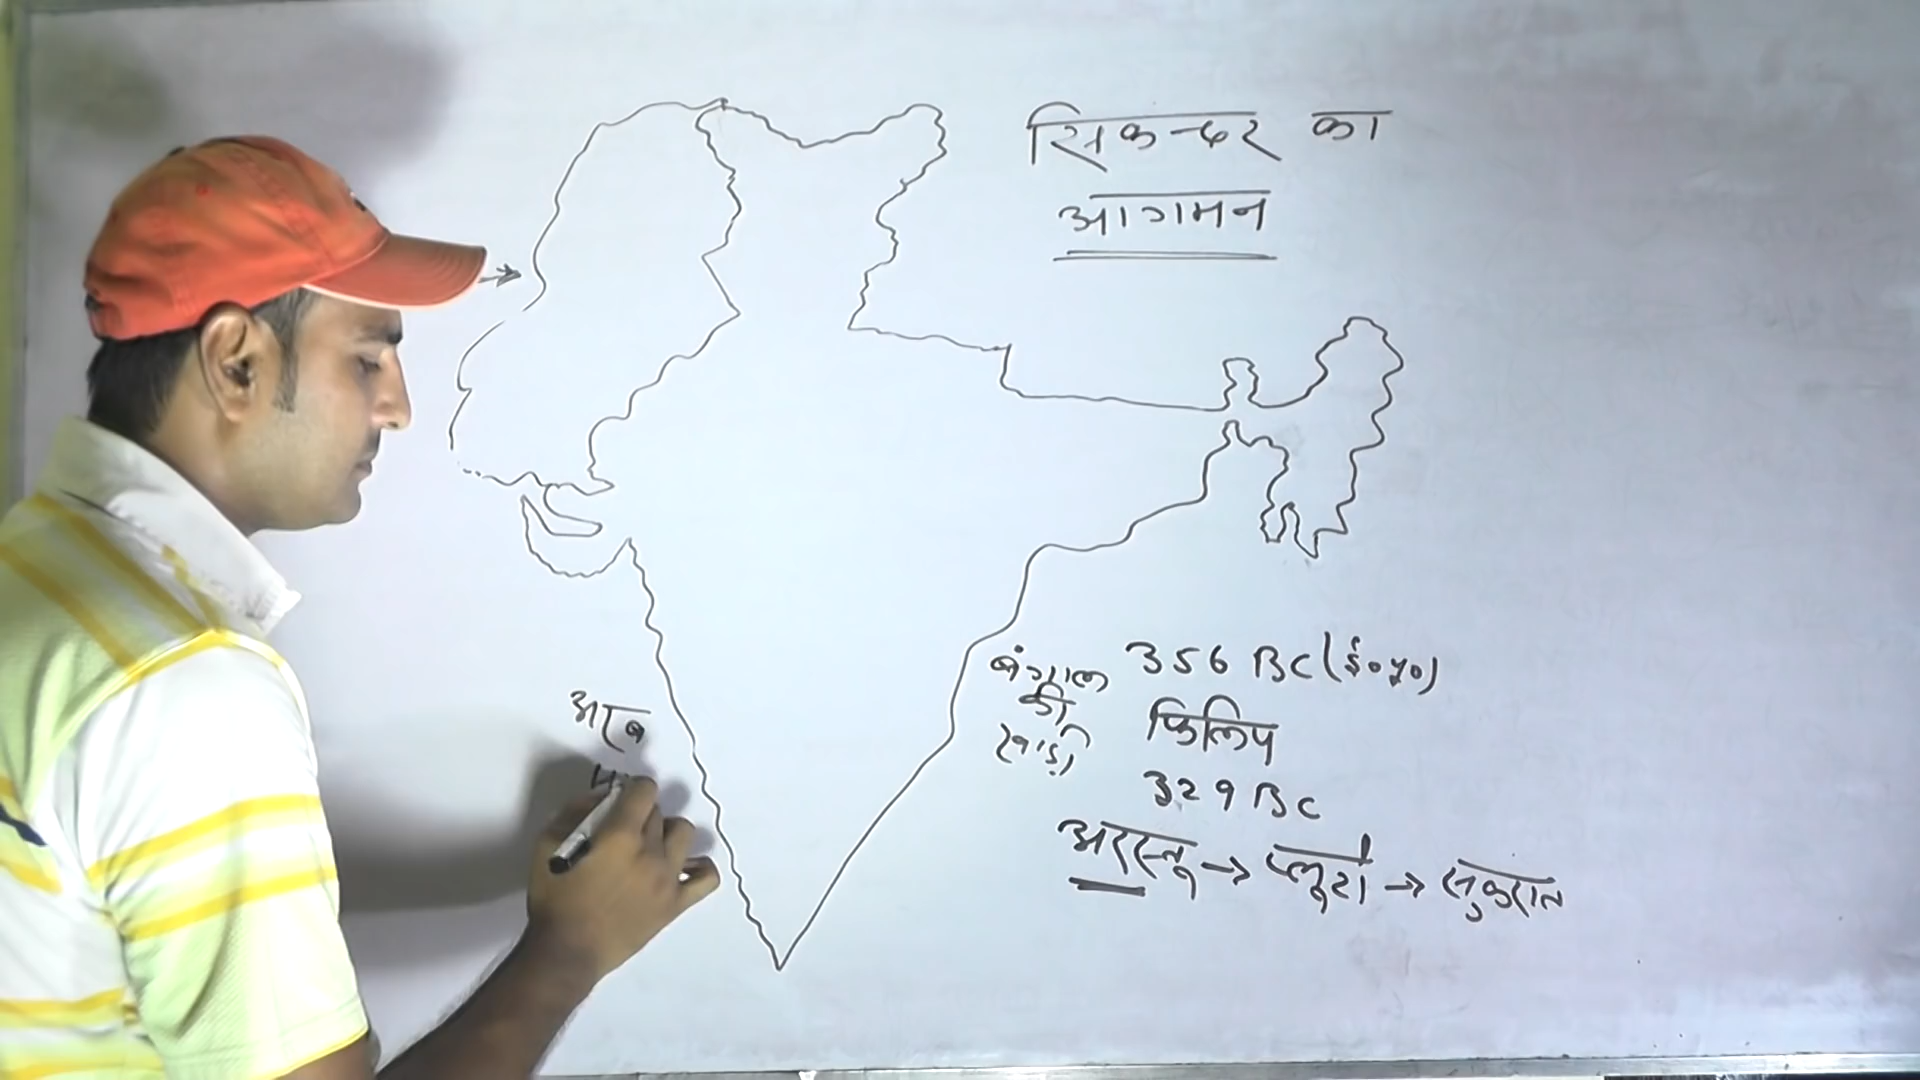 सिकन्दर का
आगमन
बंगाल
की
खाड़ी
356 BC (ई०पू०)
फिलिप
329 BC
अरस्तू → प्लूटो → सुकरात
अरब